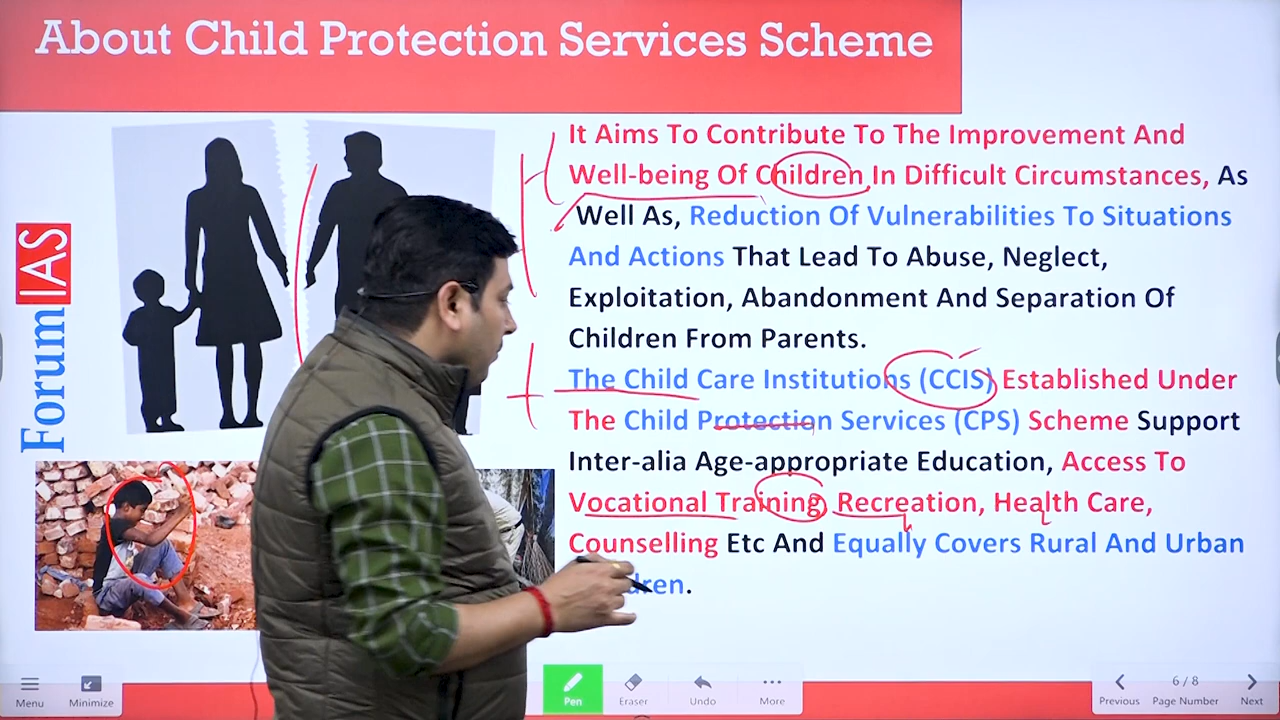 About Child Protection Services Scheme
It Aims To Contribute To The Improvement And
Well-being Of Children In Difficult Circumstances, As
Well As, Reduction Of Vulnerabilities To Situations
And Actions That Lead To Abuse, Neglect,
Exploitation, Abandonment And Separation Of
Children From Parents.
The Child Care Institutions (CCIS) Established Under
The Child Protection Services (CPS) Scheme Support
Inter-alia Age-appropriate Education, Access To
Vocational Training, Recreation, Health Care,
Counselling Etc And Equally Covers Rural And Urban
dren.
Forum IAS
Menu
Minimize
Pen
Eraser
Undo
More
Previous
6 / 8
Page Number
Next